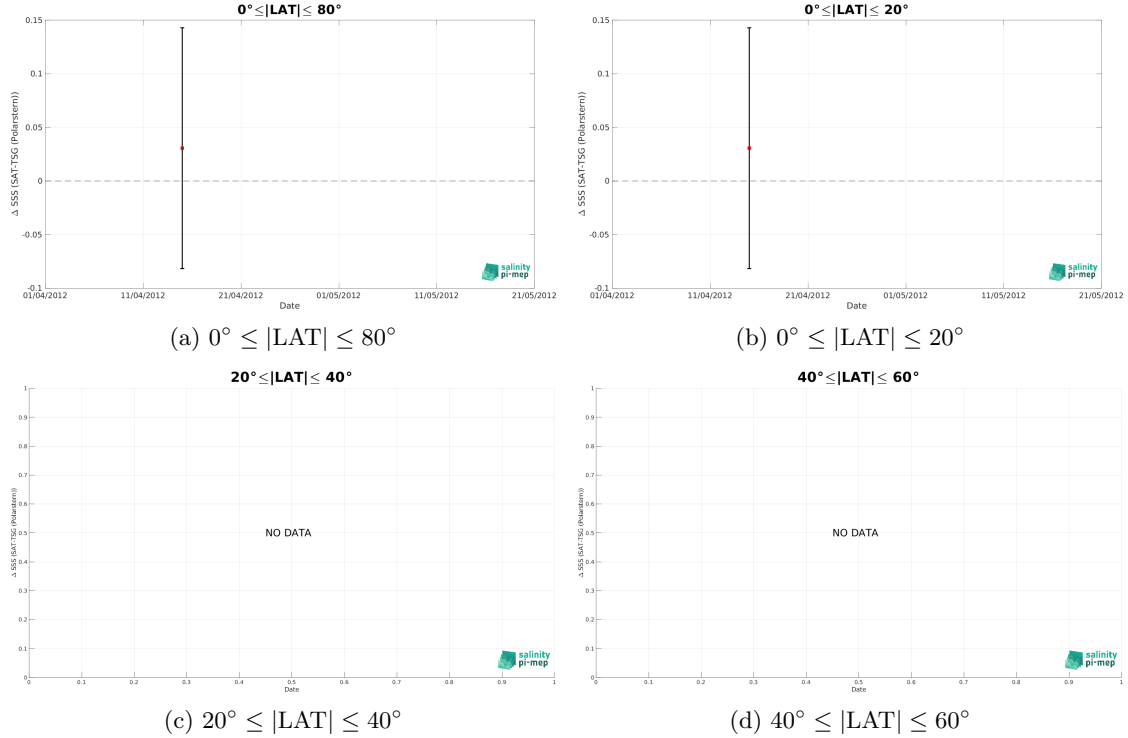 0°≤|LAT|≤ 80°
Δ SSS (SAT-TSG (Polarstern))
0.15
0.1
0.05
0
-0.05
-0.1
01/04/2012 11/04/2012 21/04/2012 01/05/2012 11/05/2012 21/05/2012
Date
salinity
pi-mep
(a) 0° ≤ |LAT| ≤ 80°
0°≤|LAT|≤ 20°
Δ SSS (SAT-TSG (Polarstern))
0.15
0.1
0.05
0
-0.05
-0.1
01/04/2012 11/04/2012 21/04/2012 01/05/2012 11/05/2012 21/05/2012
Date
salinity
pi-mep
(b) 0° ≤ |LAT| ≤ 20°
20°≤|LAT|≤ 40°
Δ SSS (SAT-TSG (Polarstern))
1
0.9
0.8
0.7
0.6
0.5
0.4
0.3
0.2
0.1
0
NO DATA
0 0.1 0.2 0.3 0.4 0.5 0.6 0.7 0.8 0.9 1
Date
salinity
pi-mep
(c) 20° ≤ |LAT| ≤ 40°
40°≤|LAT|≤ 60°
Δ SSS (SAT-TSG (Polarstern))
1
0.9
0.8
0.7
0.6
0.5
0.4
0.3
0.2
0.1
0
NO DATA
0 0.1 0.2 0.3 0.4 0.5 0.6 0.7 0.8 0.9 1
Date
salinity
pi-mep
(d) 40° ≤ |LAT| ≤ 60°